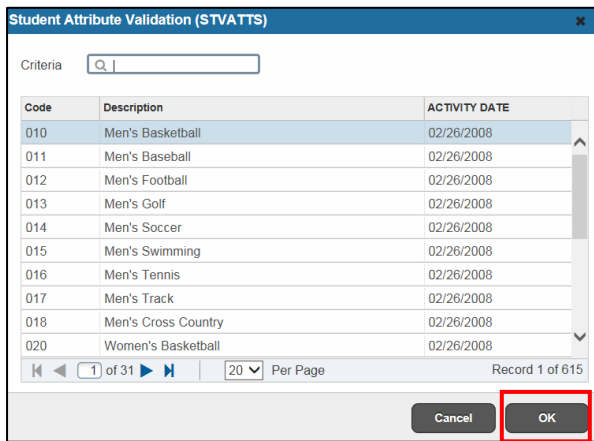 Student Attribute Validation (STVATTS)
Criteria
Code Description ACTIVITY DATE
010 Men's Basketball 02/26/2008
011 Men's Baseball 02/26/2008
012 Men's Football 02/26/2008
013 Men's Golf 02/26/2008
014 Men's Soccer 02/26/2008
015 Men's Swimming 02/26/2008
016 Men's Tennis 02/26/2008
017 Men's Track 02/26/2008
018 Men's Cross Country 02/26/2008
020 Women's Basketball 02/26/2008
1 of 31 20 Per Page Record 1 of 615
Cancel OK